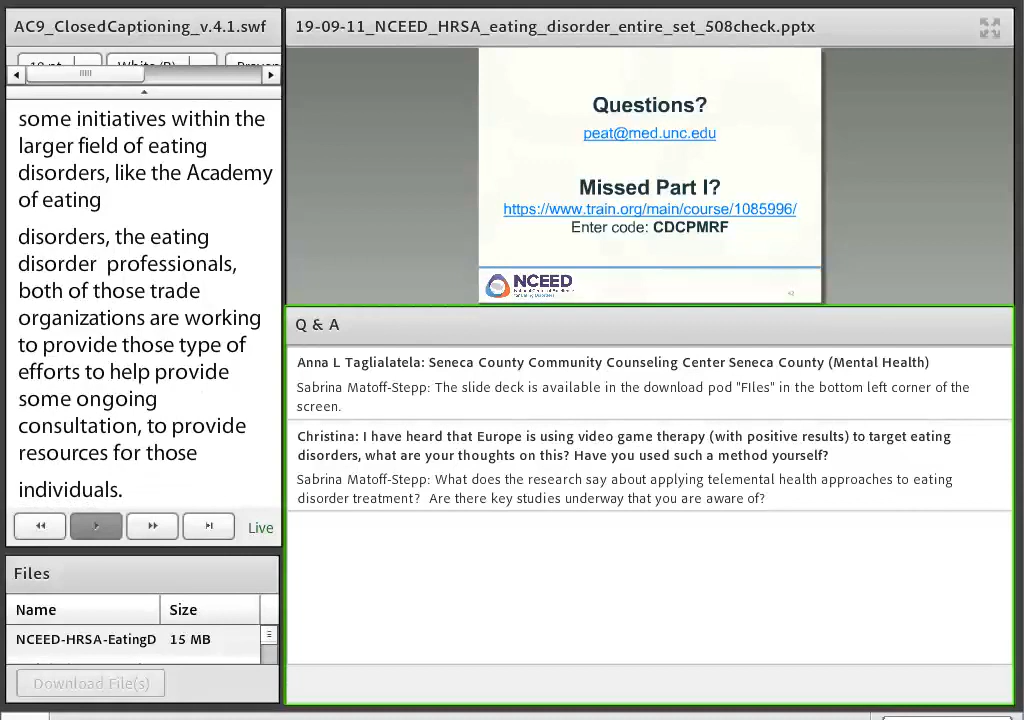 AC9_ClosedCaptioning_v.4.1.swf
some initiatives within the
larger field of eating
disorders, like the Academy
of eating
disorders, the eating
disorder  professionals,
both of those trade
organizations are working
to provide those type of
efforts to help provide
some ongoing
consultation, to provide
resources for those
individuals.
Live
Files
Name Size
NCEED-HRSA-EatingD 15 MB
Download File(s)
19-09-11_NCEED_HRSA_eating_disorder_entire_set_508check.pptx
Questions?
peat@med.unc.edu
Missed Part I?
https://www.train.org/main/course/1085996/
Enter code: CDCPMRF
NCEED
Q & A
Anna L Taglialatela: Seneca County Community Counseling Center Seneca County (Mental Health)
Sabrina Matoff-Stepp: The slide deck is available in the download pod "FIles" in the bottom left corner of the
screen.
Christina: I have heard that Europe is using video game therapy (with positive results) to target eating
disorders, what are your thoughts on this? Have you used such a method yourself?
Sabrina Matoff-Stepp: What does the research say about applying telemental health approaches to eating
disorder treatment?  Are there key studies underway that you are aware of?